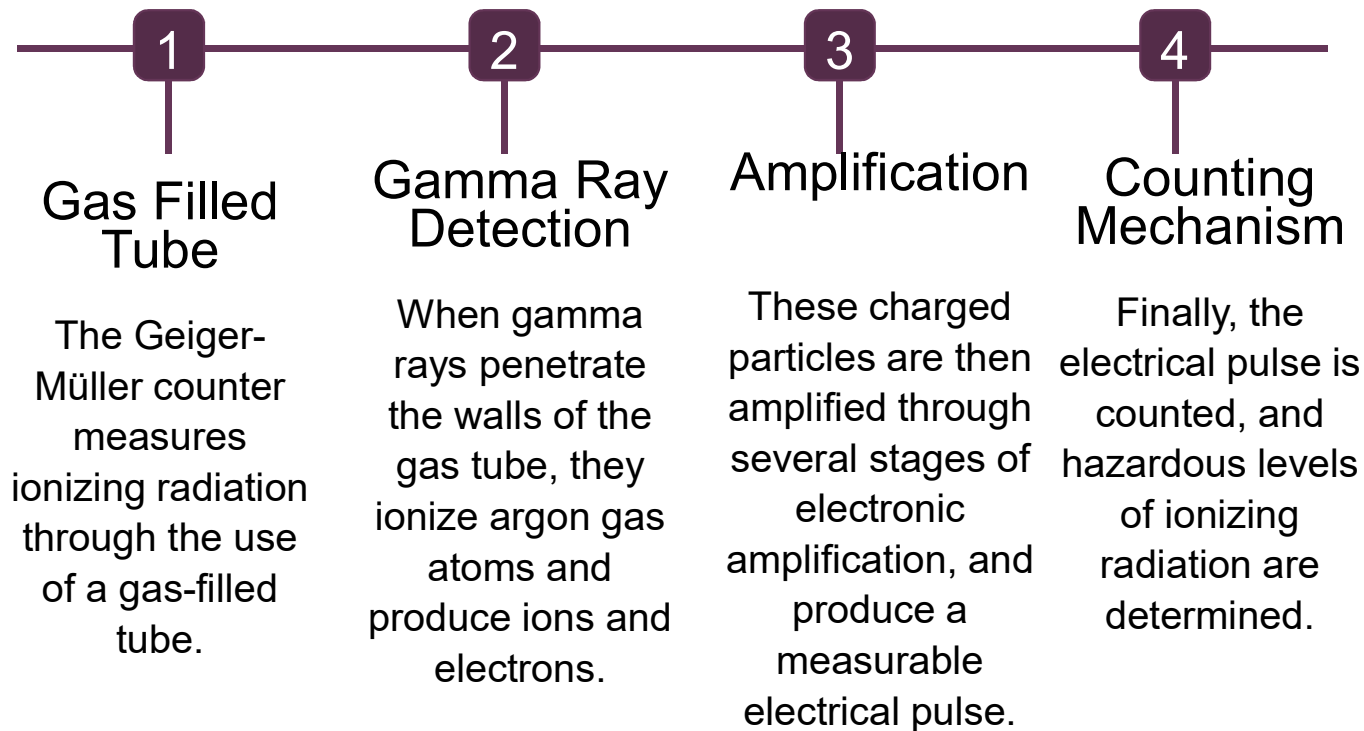 1
2
3
4
Gas Filled
Tube
The Geiger-
Müller counter
measures
ionizing radiation
through the use
of a gas-filled
tube.
Gamma Ray
Detection
When gamma
rays penetrate
the walls of the
gas tube, they
ionize argon gas
atoms and
produce ions and
electrons.
Amplification
These charged
particles are then
amplified through
several stages of
electronic
amplification, and
produce a
measurable
electrical pulse.
Counting
Mechanism
Finally, the
electrical pulse is
counted, and
hazardous levels
of ionizing
radiation are
determined.